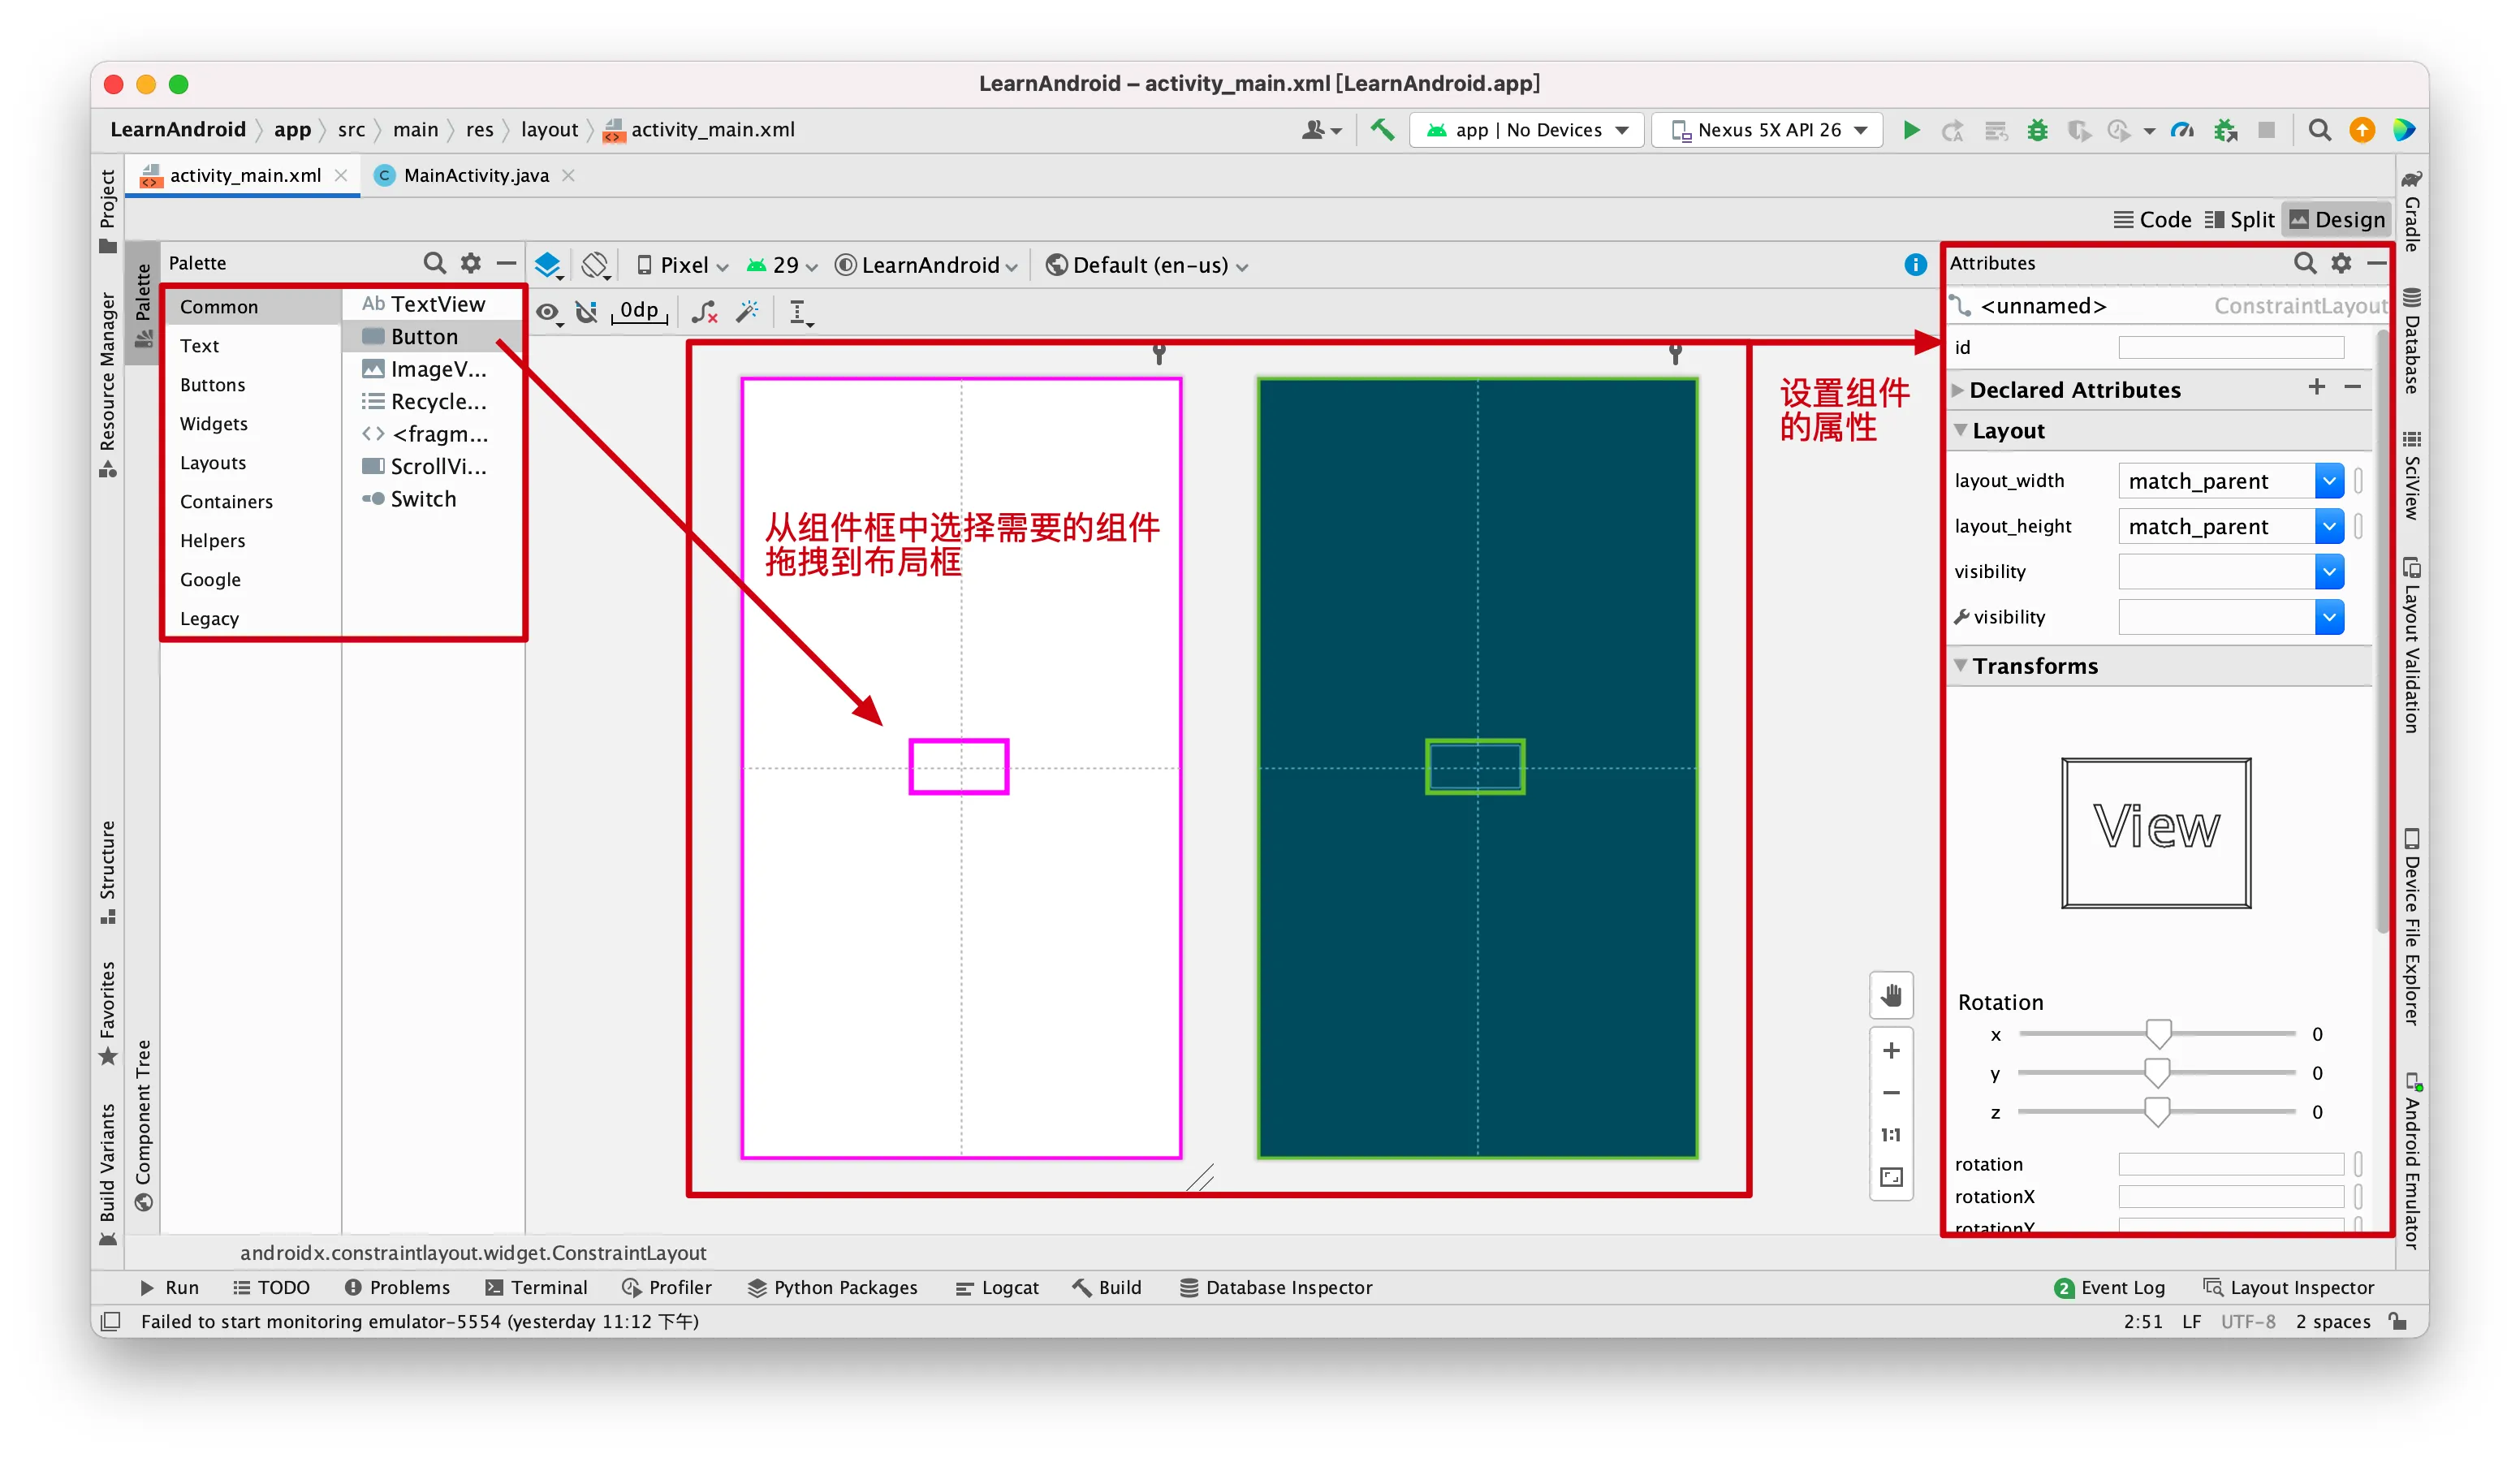 LearnAndroid – activity_main.xml [LearnAndroid.app]
LearnAndroid app src main res layout activity_main.xml
app | No Devices
Nexus 5X API 26
activity_main.xml
MainActivity.java
Code Split Design
Project
Resource Manager
Structure
Favorites
Build Variants
Palette
Component Tree
Palette
Common
Text
Buttons
Widgets
Layouts
Containers
Helpers
Google
Legacy
Ab TextView
Button
ImageV...
Recycle...
<fragm...
ScrollVi...
Switch
Pixel 29 LearnAndroid Default (en-us)
0dp
从组件框中选择需要的组件
拖拽到布局框
设置组件
的属性
1:1
Attributes
<unnamed> ConstraintLayout
id
Declared Attributes
Layout
layout_width match_parent
layout_height match_parent
visibility
visibility
Transforms
View
Rotation
x 0
y 0
z 0
rotation
rotationX
rotationY
Gradle
Database
SciView
Layout Validation
Device File Explorer
Android Emulator
androidx.constraintlayout.widget.ConstraintLayout
Run TODO Problems Terminal Profiler Python Packages Logcat Build Database Inspector 2 Event Log Layout Inspector
Failed to start monitoring emulator-5554 (yesterday 11:12 下午) 2:51 LF UTF-8 2 spaces